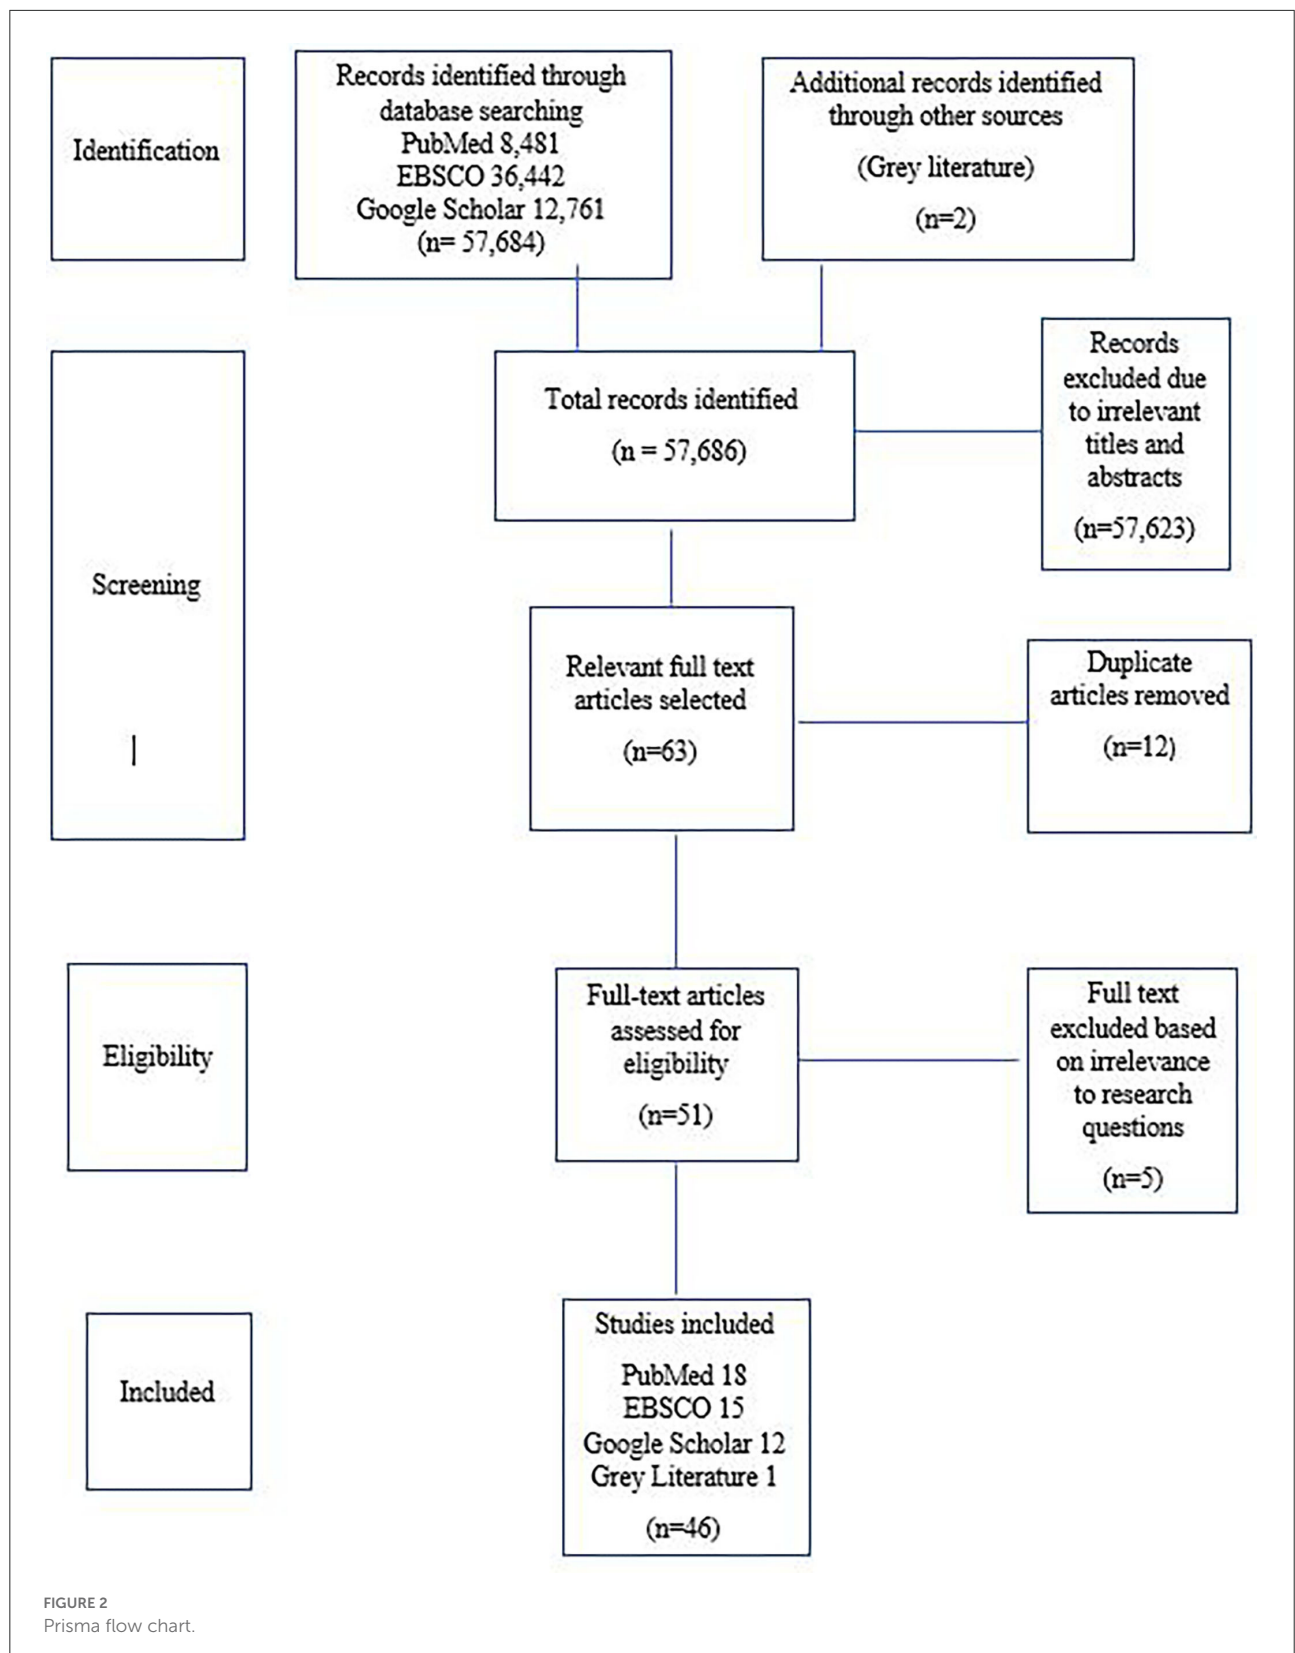 Identification
Records identified through
database searching
PubMed 8,481
EBSCO 36,442
Google Scholar 12,761
(n= 57,684)
Additional records identified
through other sources
(Grey literature)
(n=2)
Screening
Total records identified
(n = 57,686)
Records
excluded due
to irrelevant
titles and
abstracts
(n=57,623)
Relevant full text
articles selected
(n=63)
Duplicate
articles removed
(n=12)
Eligibility
Full-text articles
assessed for
eligibility
(n=51)
Full text
excluded based
on irrelevance
to research
questions
(n=5)
Included
Studies included
PubMed 18
EBSCO 15
Google Scholar 12
Grey Literature 1
(n=46)
FIGURE 2
Prisma flow chart.